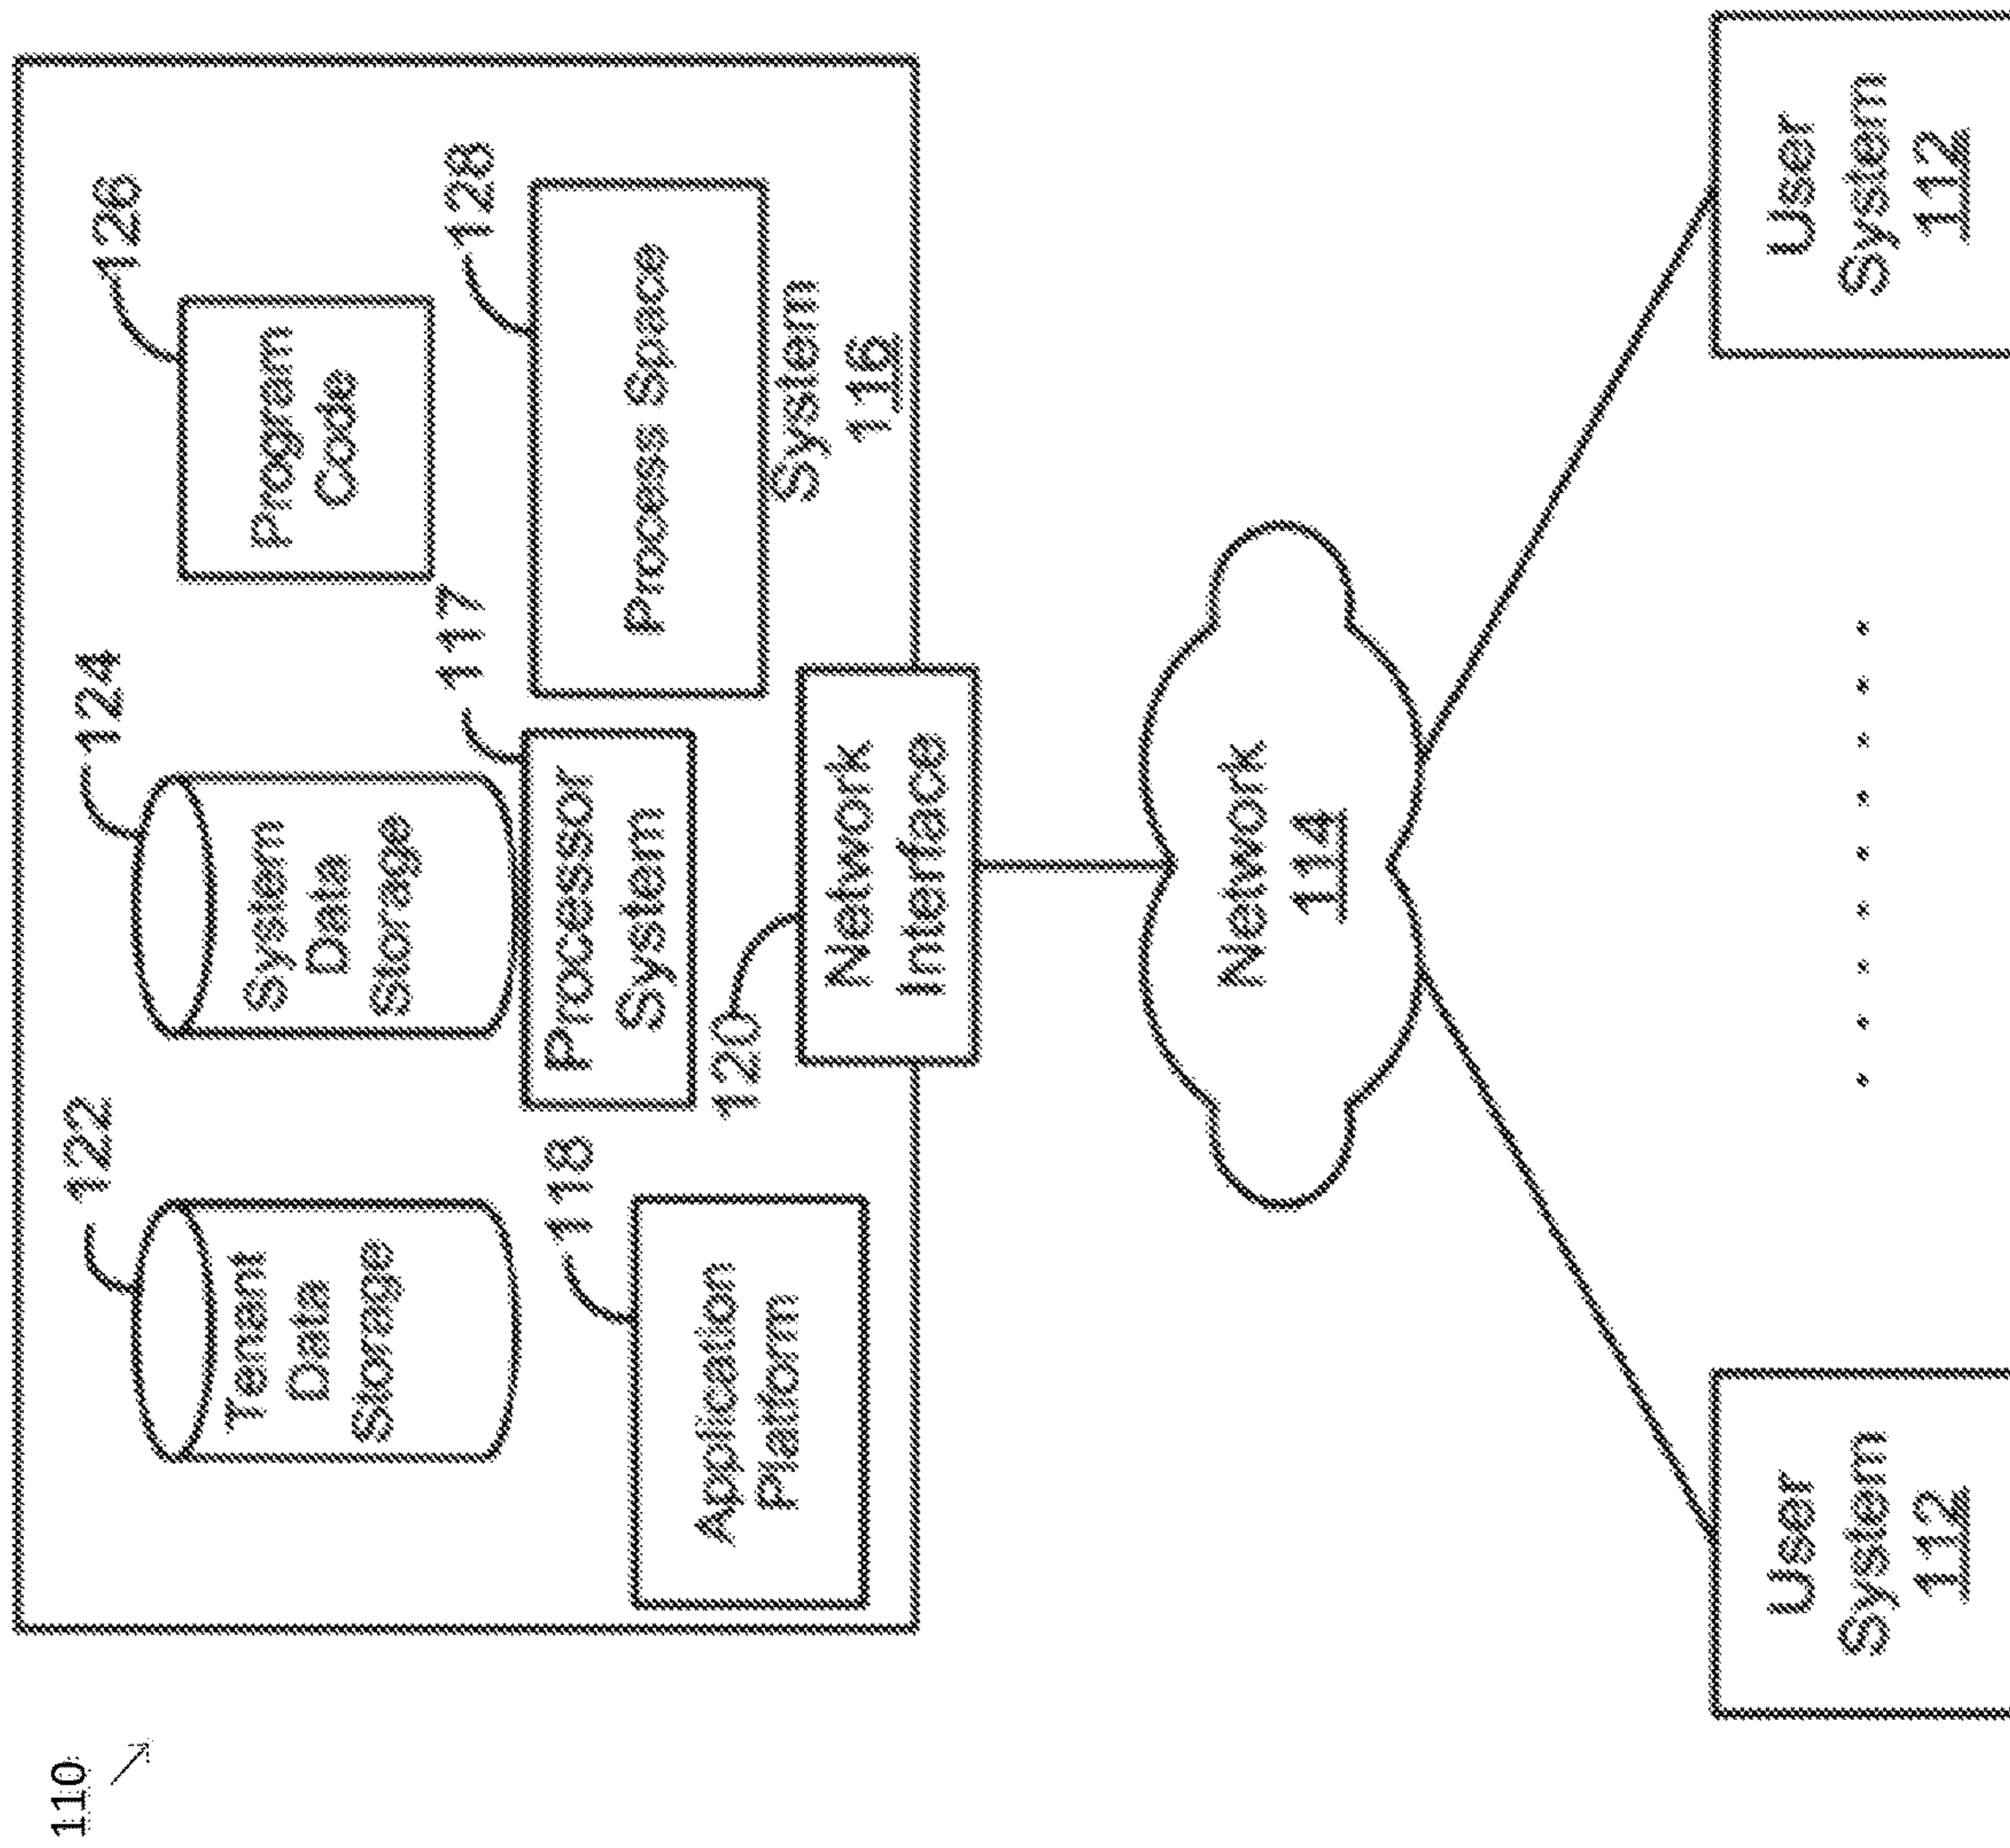 110
122
Tenant
Data
Storage
124
System
Data
Storage
126
Program
Code
118
Application
Platform
117
Processor
System
128
Process Space
120
Network
Interface
System
116
Network
114
User
System
112
User
System
112